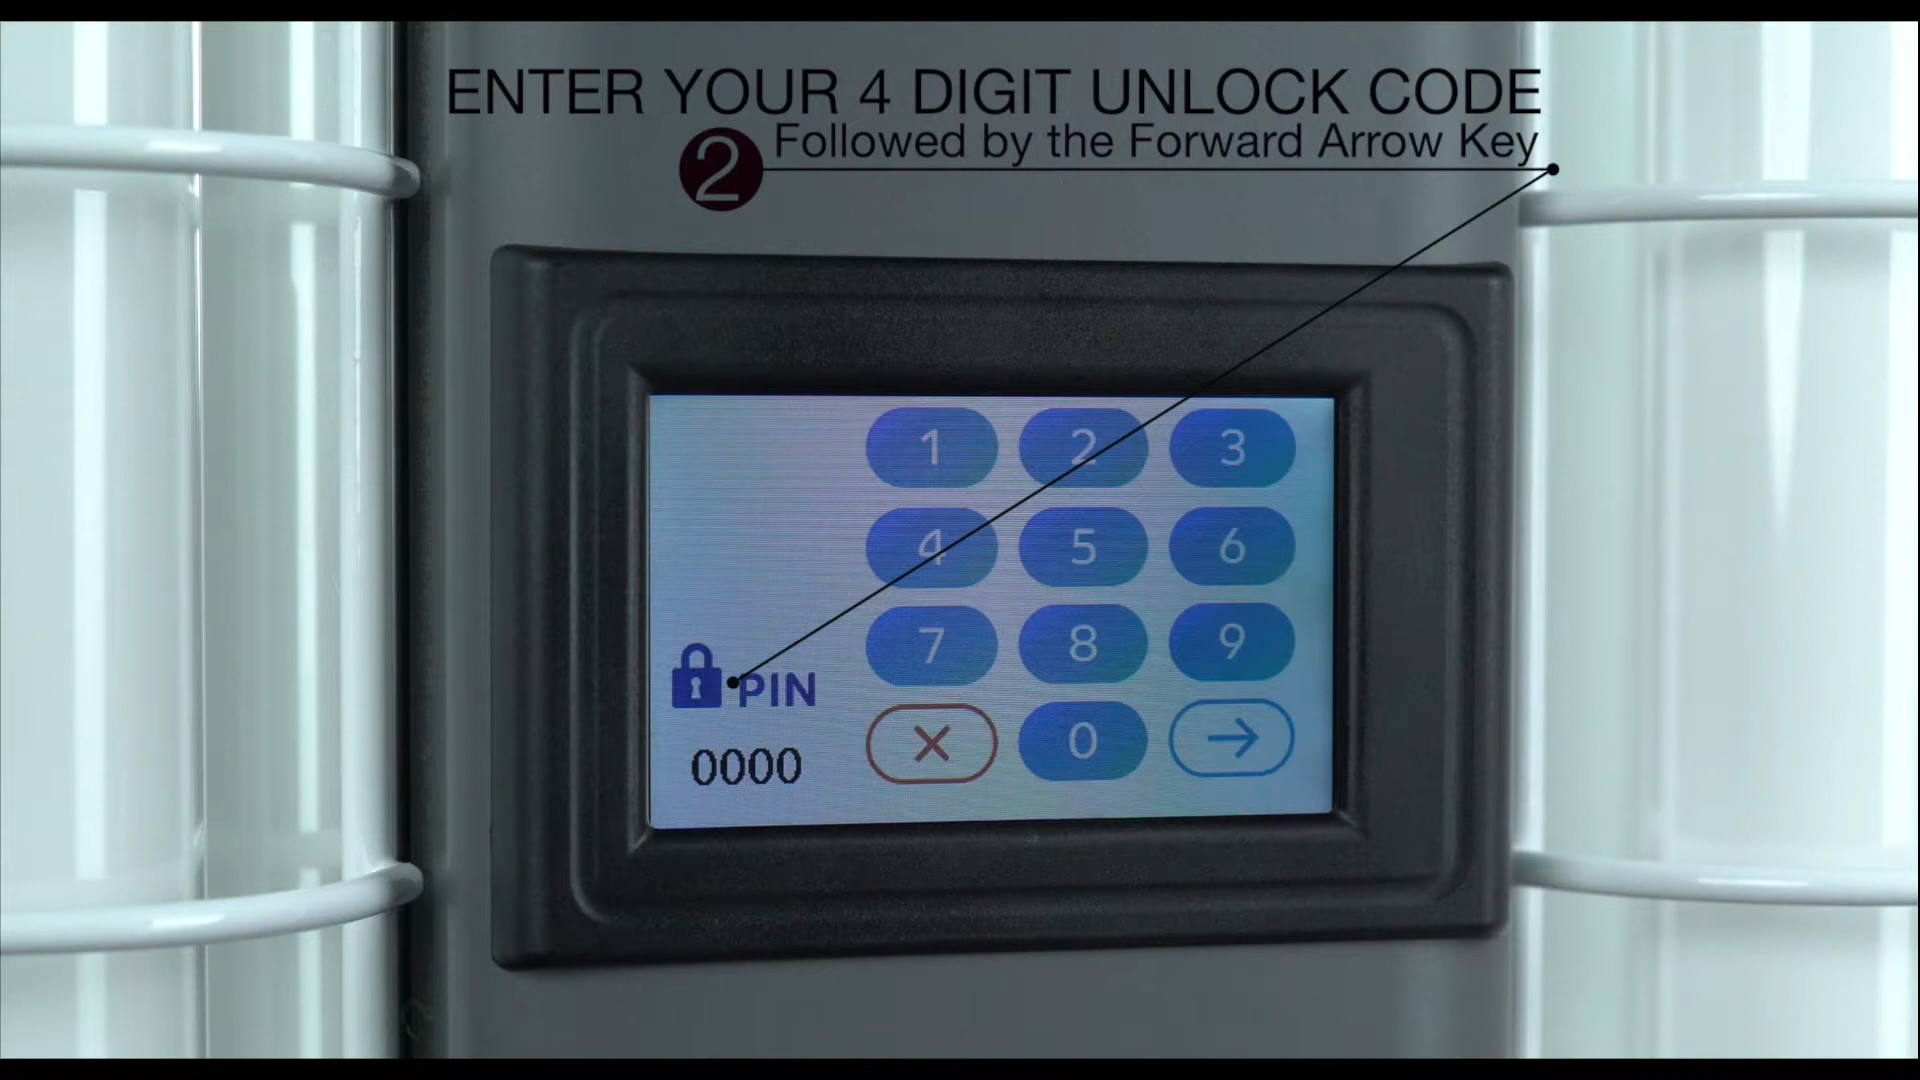 ENTER YOUR 4 DIGIT UNLOCK CODE
2 Followed by the Forward Arrow Key
1 2 3
4 5 6
7 8 9
PIN
0
0000